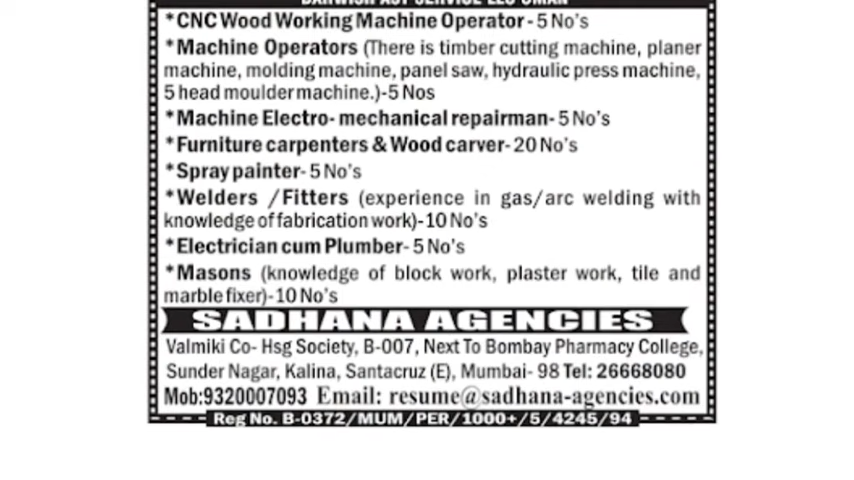 *CNC Wood Working Machine Operator - 5 No's
*Machine Operators (There is timber cutting machine, planer
machine, molding machine, panel saw, hydraulic press machine,
5 head moulder machine.)-5 Nos
*Machine Electro- mechanical repairman- 5 No's
*Furniture carpenters & Wood carver- 20 No's
*Spray painter- 5 No's
*Welders /Fitters (experience in gas/arc welding with
knowledge of fabrication work)-10 No's
*Electrician cum Plumber- 5 No's
*Masons (knowledge of block work, plaster work, tile and
marble fixer)-10 No's
SADHANA AGENCIES
Valmiki Co- Hsg Society, B-007, Next To Bombay Pharmacy College,
Sunder Nagar, Kalina, Santacruz (E), Mumbai- 98 Tel: 26668080
Mob:9320007093 Email: resume@sadhana-agencies.com
Reg No. B-0372/MUM/PER/1000+/5/4245/94